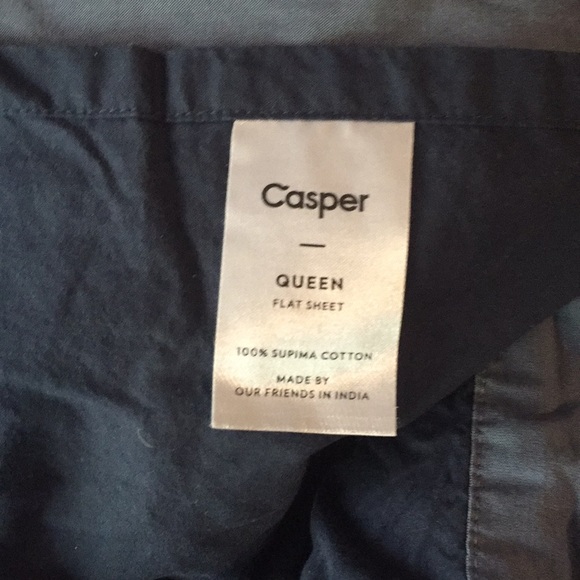 Casper
—
QUEEN
FLAT SHEET
100% SUPIMA COTTON
MADE BY
OUR FRIENDS IN INDIA